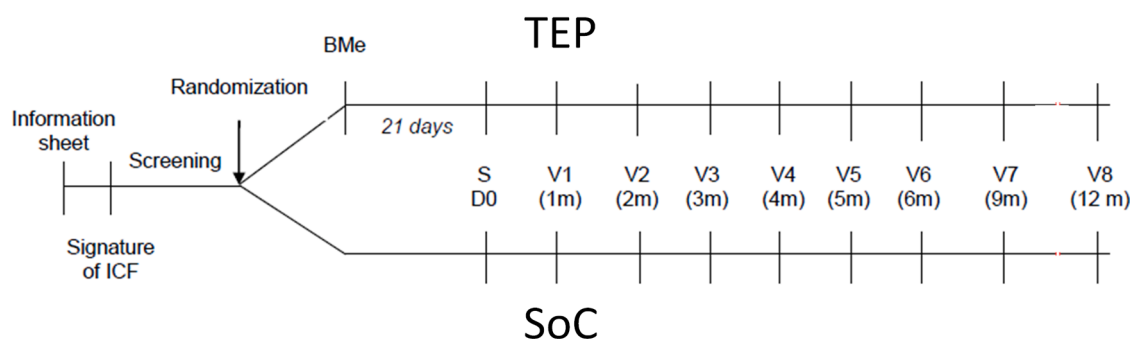 TEP
BMe
Randomization
Information
sheet
Screening
21 days
Signature
of ICF
S
D0
V1
(1m)
V2
(2m)
V3
(3m)
V4
(4m)
V5
(5m)
V6
(6m)
V7
(9m)
V8
(12 m)
SoC